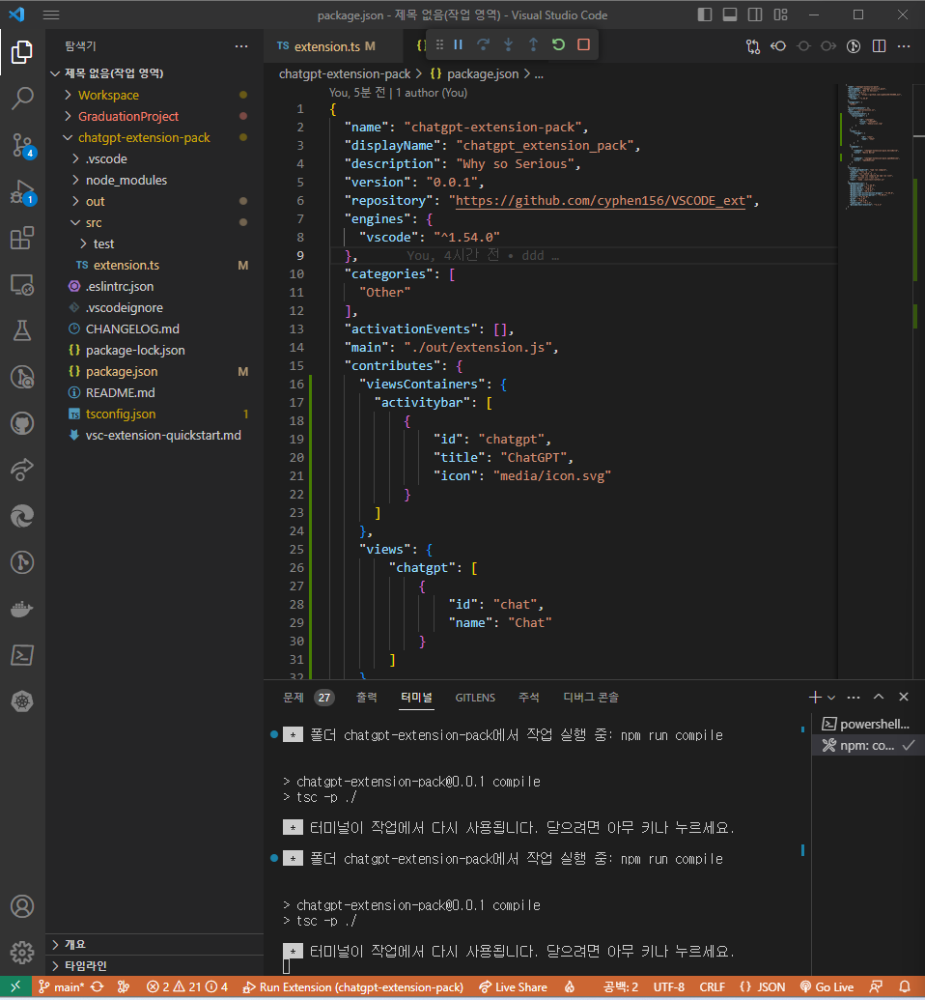 package.json - 제목 없음(작업 영역) - Visual Studio Code
탐색기
제목 없음(작업 영역)
Workspace
GraduationProject
chatgpt-extension-pack
.vscode
node_modules
out
src
test
TS extension.ts M
.eslintrc.json
.vscodeignore
CHANGELOG.md
{} package-lock.json
{} package.json M
README.md
TS tsconfig.json 1
vsc-extension-quickstart.md
개요
타임라인
4
1
TS extension.ts M
chatgpt-extension-pack > {} package.json > ...
You, 5분 전 | 1 author (You)
1 {
2 "name": "chatgpt-extension-pack",
3 "displayName": "chatgpt_extension_pack",
4 "description": "Why so Serious",
5 "version": "0.0.1",
6 "repository": "https://github.com/cyphen156/VSCODE_ext",
7 "engines": {
8 "vscode": "^1.54.0"
9 }, You, 4시간 전 • ddd …
10 "categories": [
11 "Other"
12 ],
13 "activationEvents": [],
14 "main": "./out/extension.js",
15 "contributes": {
16 "viewsContainers": {
17 "activitybar": [
18 {
19 "id": "chatgpt",
20 "title": "ChatGPT",
21 "icon": "media/icon.svg"
22 }
23 ]
24 },
25 "views": {
26 "chatgpt": [
27 {
28 "id": "chat",
29 "name": "Chat"
30 }
31 ]
32 }
문제 27 출력 터미널 GITLENS 주석 디버그 콘솔
* 폴더 chatgpt-extension-pack에서 작업 실행 중: npm run compile
> chatgpt-extension-pack@0.0.1 compile
> tsc -p ./
* 터미널이 작업에서 다시 사용됩니다. 닫으려면 아무 키나 누르세요.
* 폴더 chatgpt-extension-pack에서 작업 실행 중: npm run compile
> chatgpt-extension-pack@0.0.1 compile
> tsc -p ./
* 터미널이 작업에서 다시 사용됩니다. 닫으려면 아무 키나 누르세요.
powershell...
npm: co...
main* 2 21 4 Run Extension (chatgpt-extension-pack) Live Share 공백: 2 UTF-8 CRLF {} JSON Go Live